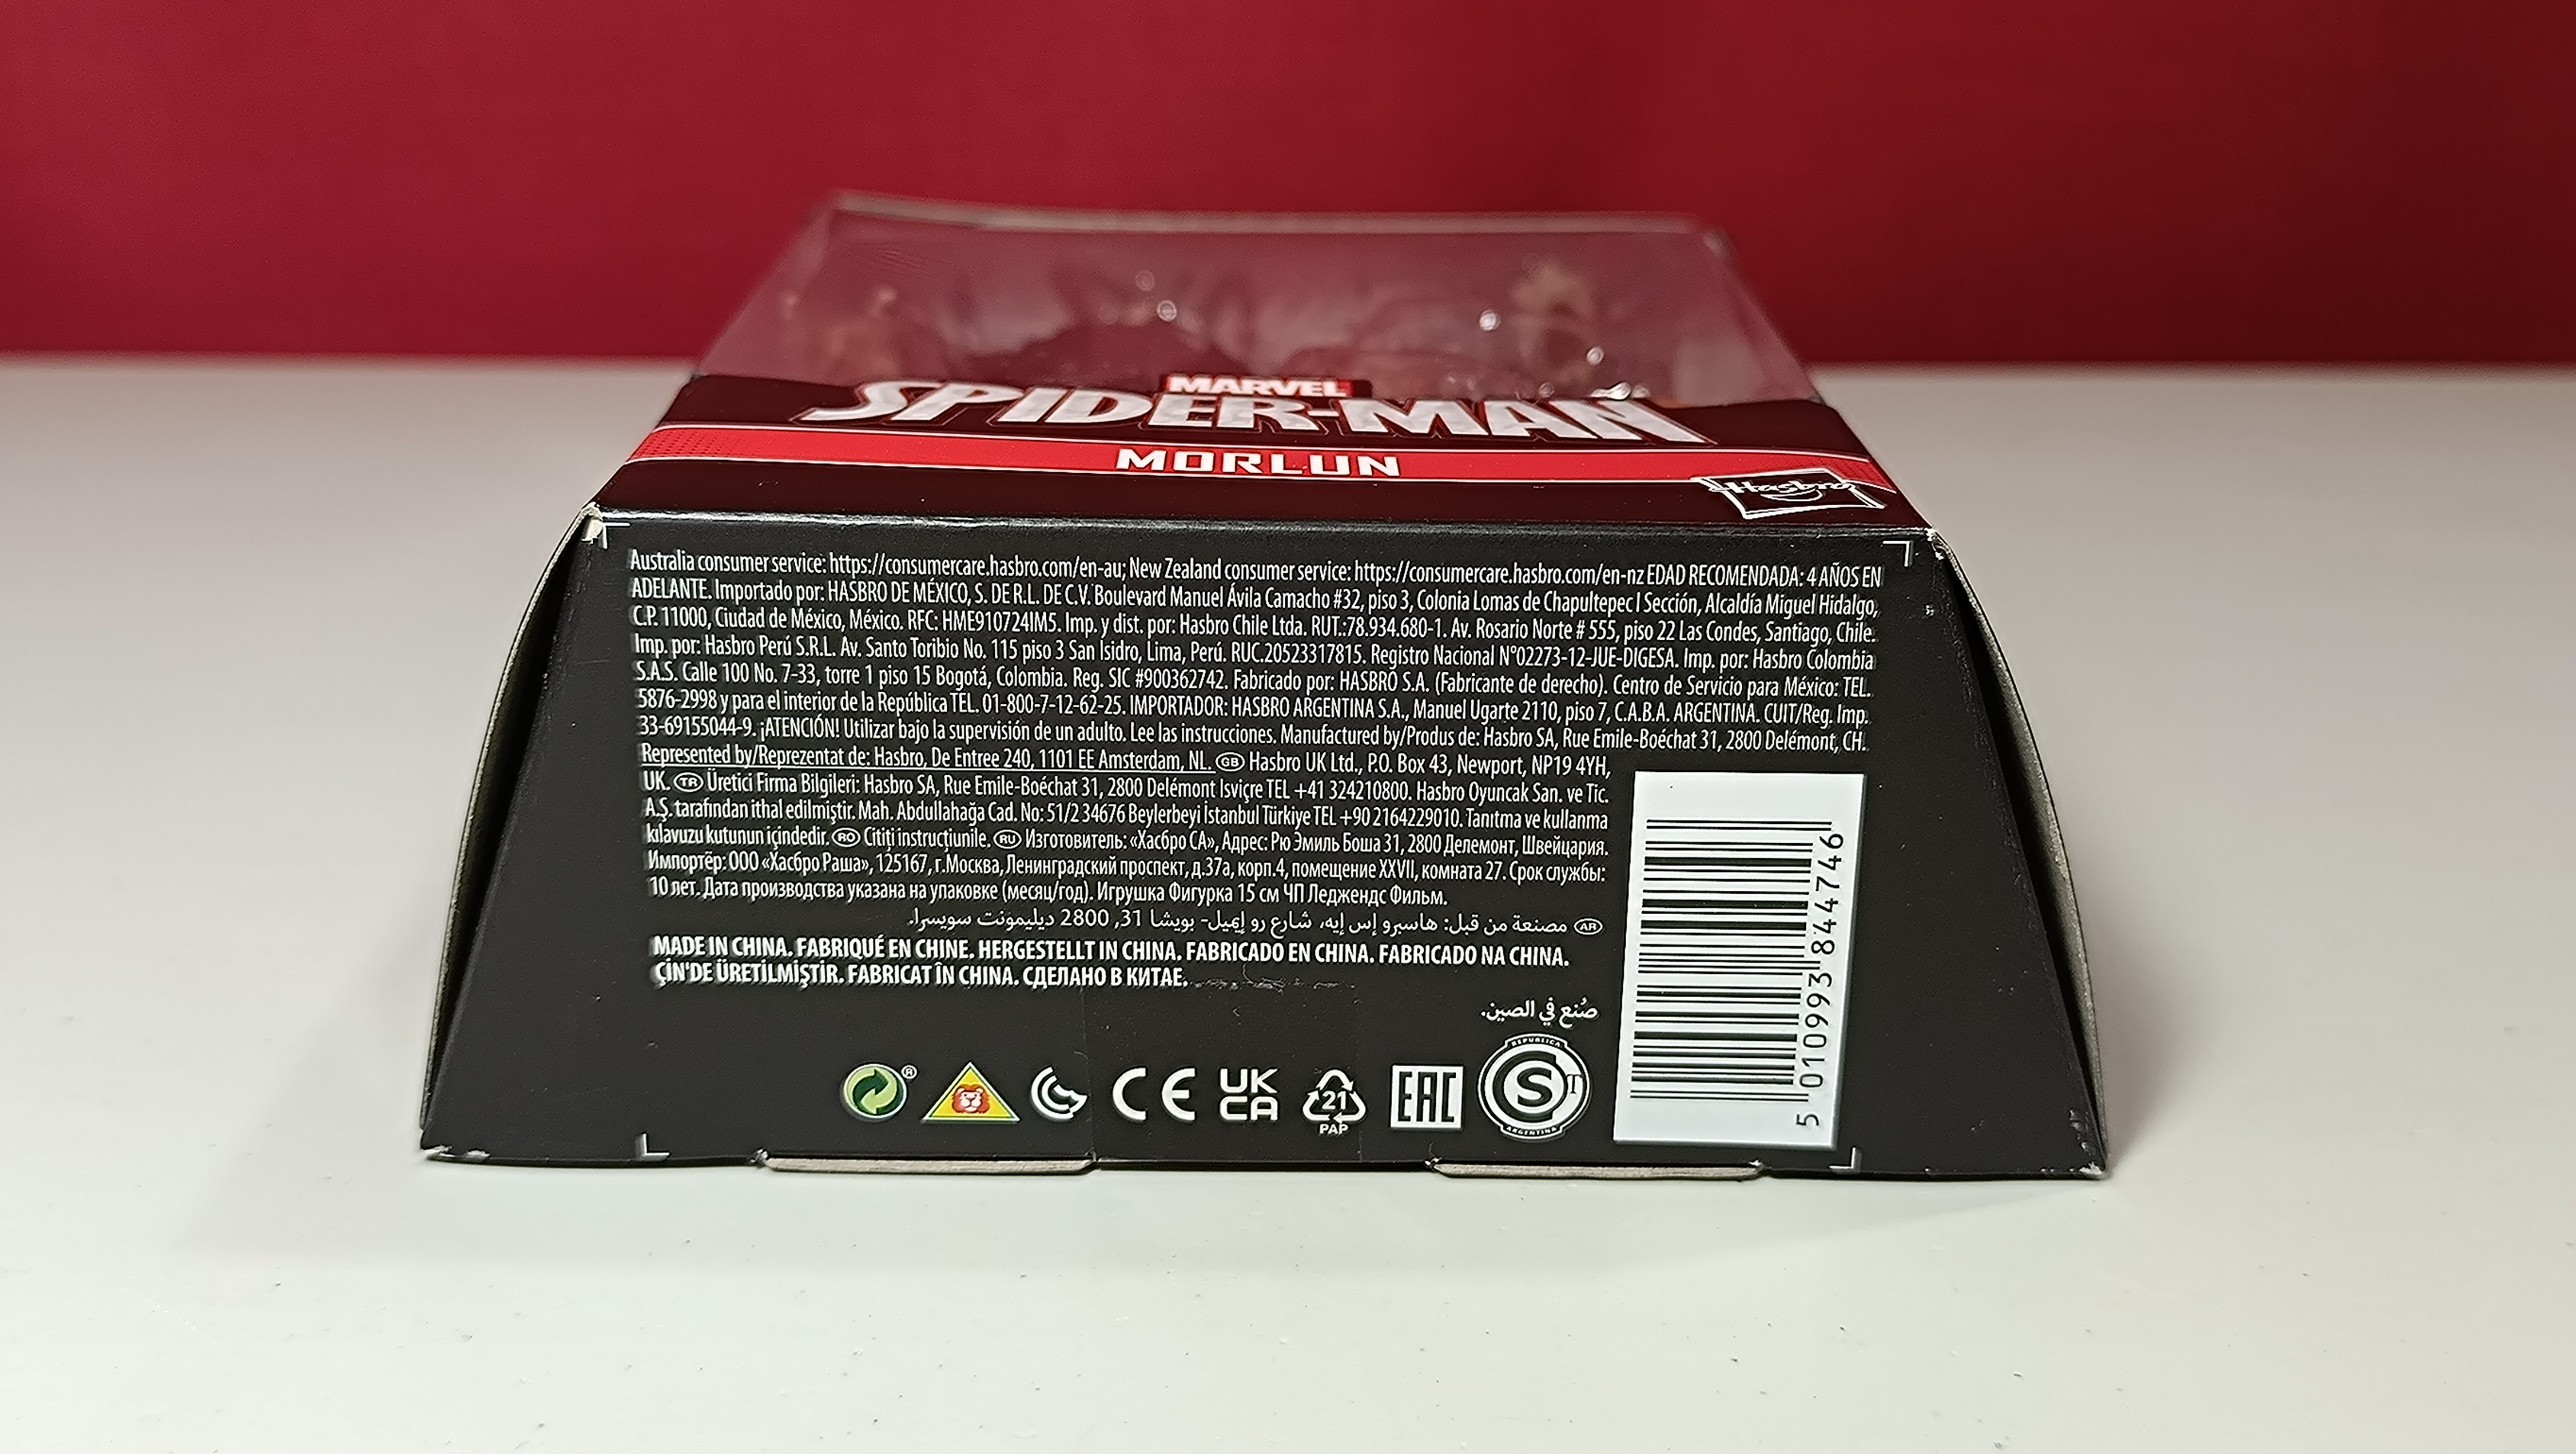 MARVEL
SPIDER-MAN
MORLUN
Hasbro
Australia consumer service: https://consumercare.hasbro.com/en-au; New Zealand consumer service: https://consumercare.hasbro.com/en-nz EDAD RECOMENDADA: 4 AÑOS EN
ADELANTE. Importado por: HASBRO DE MÉXICO, S. DE R.L. DE C.V. Boulevard Manuel Ávila Camacho #32, piso 3, Colonia Lomas de Chapultepec I Sección, Alcaldía Miguel Hidalgo,
C.P. 11000, Ciudad de México, México. RFC: HME910724IM5. Imp. y dist. por: Hasbro Chile Ltda. RUT.:78.934.680-1. Av. Rosario Norte # 555, piso 22 Las Condes, Santiago, Chile.
Imp. por: Hasbro Perú S.R.L. Av. Santo Toribio No. 115 piso 3 San Isidro, Lima, Perú. RUC.20523317815. Registro Nacional N°02273-12-JUE-DIGESA. Imp. por: Hasbro Colombia
S.A.S. Calle 100 No. 7-33, torre 1 piso 15 Bogotá, Colombia. Reg. SIC #900362742. Fabricado por: HASBRO S.A. (Fabricante de derecho). Centro de Servicio para México: TEL.
5876-2998 y para el interior de la República TEL. 01-800-7-12-62-25. IMPORTADOR: HASBRO ARGENTINA S.A., Manuel Ugarte 2110, piso 7, C.A.B.A. ARGENTINA. CUIT/Reg. Imp.
33-69155044-9. ¡ATENCIÓN! Utilizar bajo la supervisión de un adulto. Lee las instrucciones. Manufactured by/Produs de: Hasbro SA, Rue Emile-Boéchat 31, 2800 Delémont, CH.
Represented by/Reprezentat de: Hasbro, De Entree 240, 1101 EE Amsterdam, NL. GB Hasbro UK Ltd., P.O. Box 43, Newport, NP19 4YH,
UK. TR Üretici Firma Bilgileri: Hasbro SA, Rue Emile-Boéchat 31, 2800 Delémont İsviçre TEL +41 324210800. Hasbro Oyuncak San. ve Tic.
A.Ş. tarafından ithal edilmiştir. Mah. Abdullahağa Cad. No: 51/2 34676 Beylerbeyi İstanbul Türkiye TEL +90 2164229010. Tanıtma ve kullanma
kılavuzu kutunun içindedir. RO Citiți instrucțiunile. RU Изготовитель: «Хасбро СА», Адрес: Рю Эмиль Боша 31, 2800 Делемонт, Швейцария.
Импортёр: ООО «Хасбро Раша», 125167, г.Москва, Ленинградский проспект, д.37а, корп.4, помещение XXVII, комната 27. Срок службы:
10 лет. Дата производства указана на упаковке (месяц/год). Игрушка Фигурка 15 см ЧП Леджендс Фильм.
AR مصنعة من قبل: هاسبرو إس إيه، شارع رو إيميل- بويشا 31, 2800 ديليمونت سويسرا.
MADE IN CHINA. FABRIQUÉ EN CHINE. HERGESTELLT IN CHINA. FABRICADO EN CHINA. FABRICADO NA CHINA.
ÇİN'DE ÜRETİLMİŞTİR. FABRICAT ÎN CHINA. СДЕЛАНО В КИТАЕ.
صُنع في الصين.
® CE UK CA 21 PAP EAC REPUBLICA S T ARGENTINA
5 010993 844746